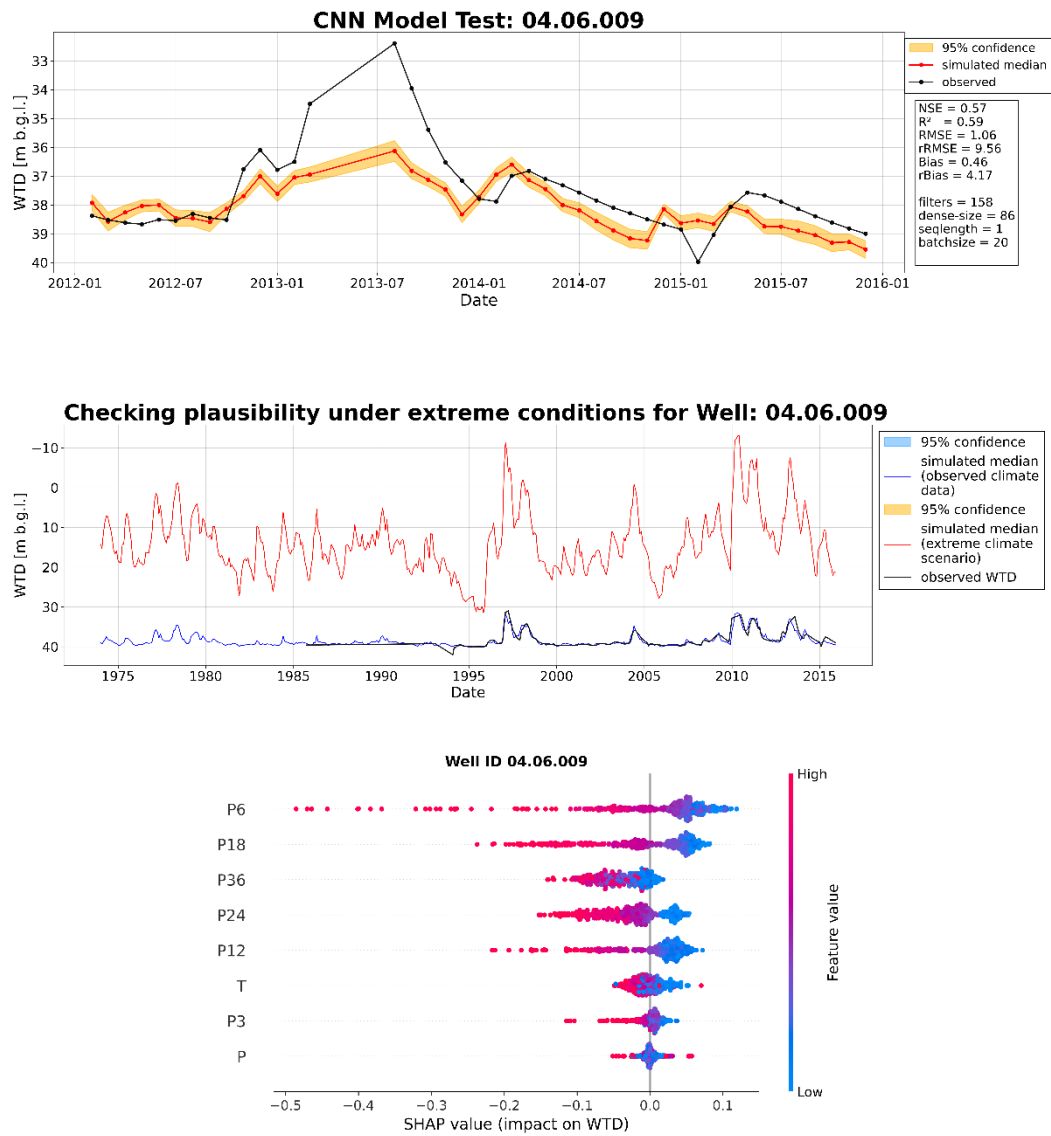 CNN Model Test: 04.06.009
33
34
35
36
37
38
39
40
WTD [m b.g.l.]
2012-01 2012-07 2013-01 2013-07 2014-01 2014-07 2015-01 2015-07 2016-01
Date
95% confidence
simulated median
observed
NSE = 0.57
R² = 0.59
RMSE = 1.06
rRMSE = 9.56
Bias = 0.46
rBias = 4.17
filters = 158
dense-size = 86
seqlength = 1
batchsize = 20
Checking plausibility under extreme conditions for Well: 04.06.009
−10
0
10
20
30
40
WTD [m b.g.l.]
1975 1980 1985 1990 1995 2000 2005 2010 2015
Date
95% confidence
simulated median
(observed climate
data)
95% confidence
simulated median
(extreme climate
scenario)
observed WTD
Well ID 04.06.009
P6
P18
P36
P24
P12
T
P3
P
−0.5 −0.4 −0.3 −0.2 −0.1 0.0 0.1
SHAP value (impact on WTD)
High
Feature value
Low